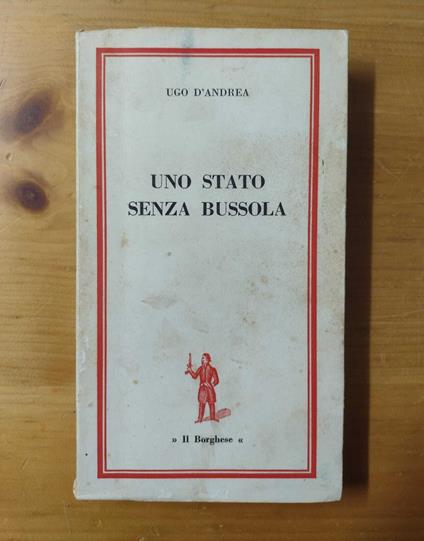 UGO D'ANDREA
UNO STATO
SENZA BUSSOLA
» Il Borghese «